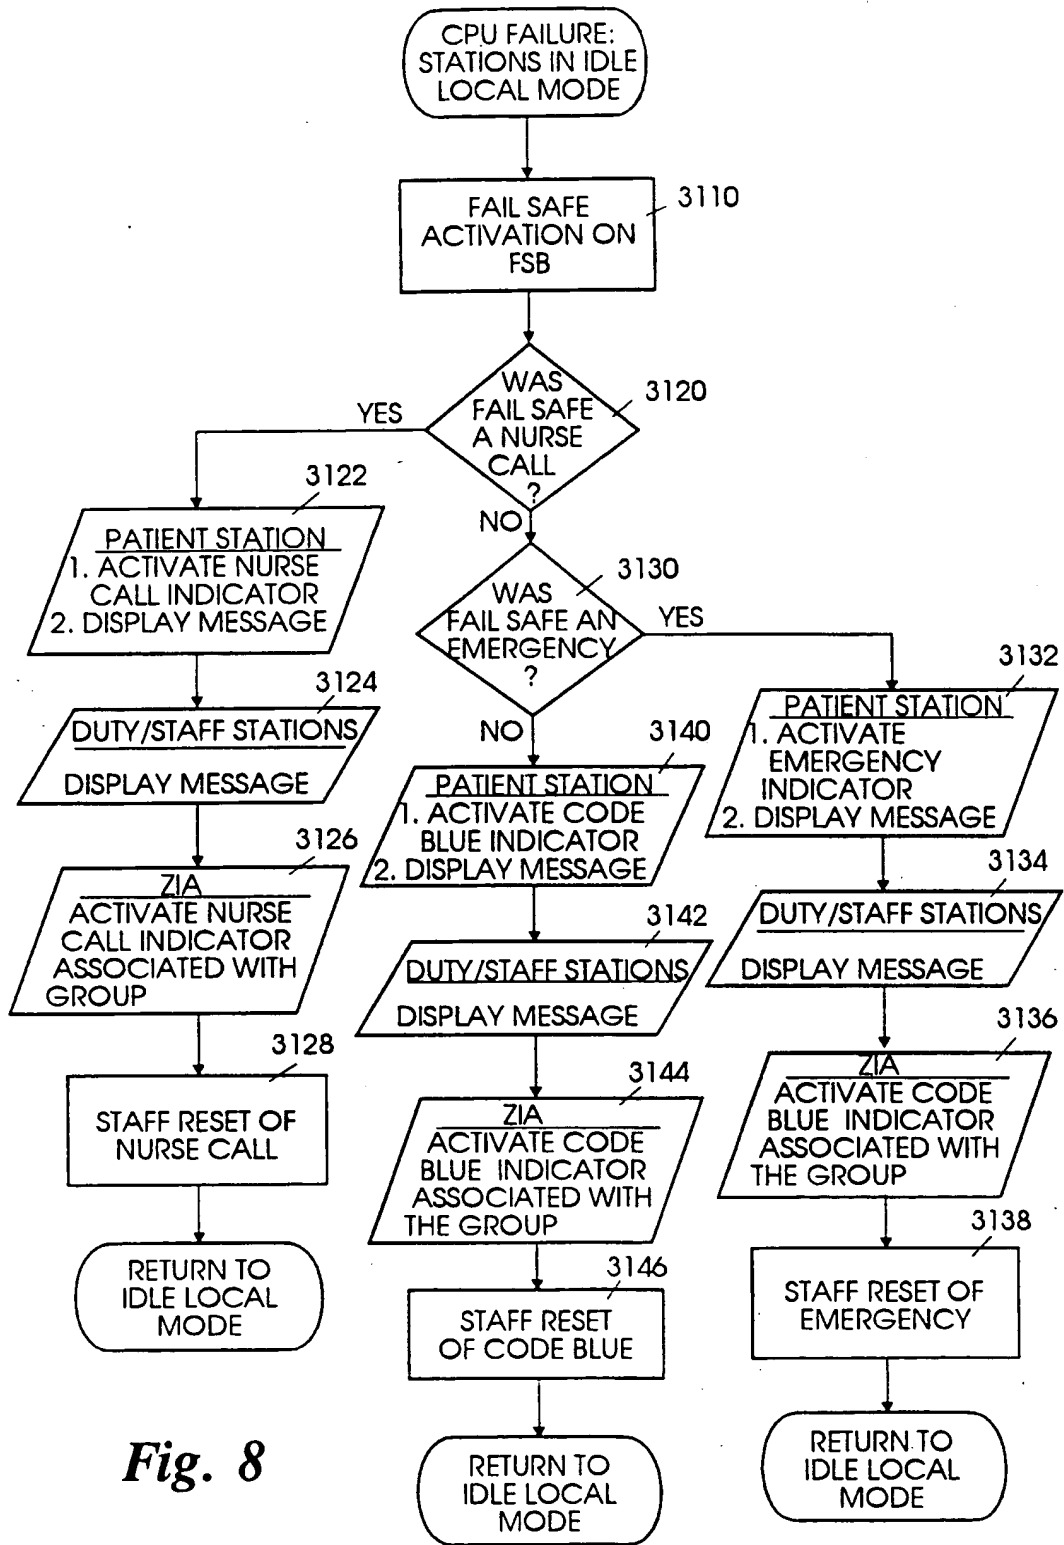 CPU FAILURE:
STATIONS IN IDLE
LOCAL MODE
FAIL SAFE
ACTIVATION ON
FSB
3110
WAS
FAIL SAFE
A NURSE
CALL
?
3120
YES
NO
3122
PATIENT STATION
1. ACTIVATE NURSE
CALL INDICATOR
2. DISPLAY MESSAGE
3124
DUTY/STAFF STATIONS
DISPLAY MESSAGE
3126
ZIA
ACTIVATE NURSE
CALL INDICATOR
ASSOCIATED WITH
GROUP
3128
STAFF RESET OF
NURSE CALL
RETURN TO
IDLE LOCAL
MODE
3130
WAS
FAIL SAFE AN
EMERGENCY
?
YES
NO
3140
PATIENT STATION
1. ACTIVATE CODE
BLUE INDICATOR
2. DISPLAY MESSAGE
3142
DUTY/STAFF STATIONS
DISPLAY MESSAGE
3144
ZIA
ACTIVATE CODE
BLUE INDICATOR
ASSOCIATED WITH
THE GROUP
3146
STAFF RESET
OF CODE BLUE
RETURN TO
IDLE LOCAL
MODE
3132
PATIENT STATION
1. ACTIVATE
EMERGENCY
INDICATOR
2. DISPLAY MESSAGE
3134
DUTY/STAFF STATIONS
DISPLAY MESSAGE
3136
ZIA
ACTIVATE CODE
BLUE INDICATOR
ASSOCIATED WITH
THE GROUP
3138
STAFF RESET OF
EMERGENCY
RETURN TO
IDLE LOCAL
MODE
Fig. 8